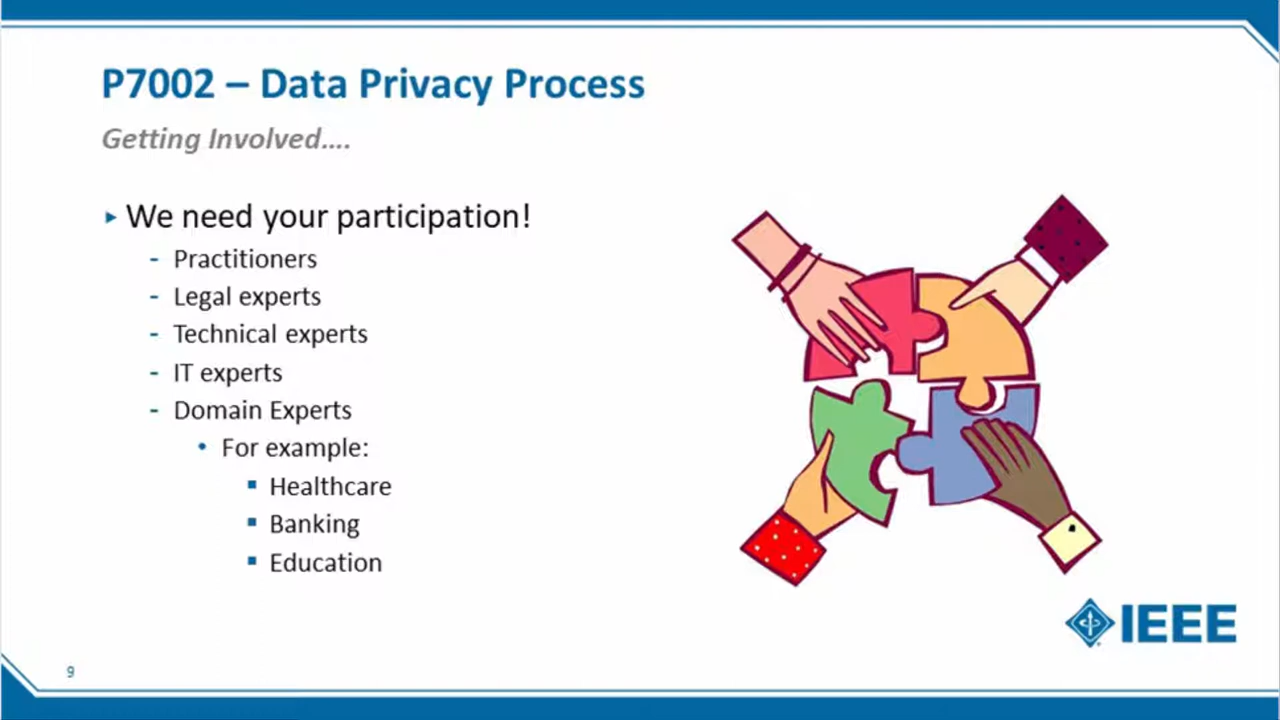 P7002 – Data Privacy Process
Getting Involved….
We need your participation!
- Practitioners
- Legal experts
- Technical experts
- IT experts
- Domain Experts
• For example:
▪ Healthcare
▪ Banking
▪ Education
IEEE
9